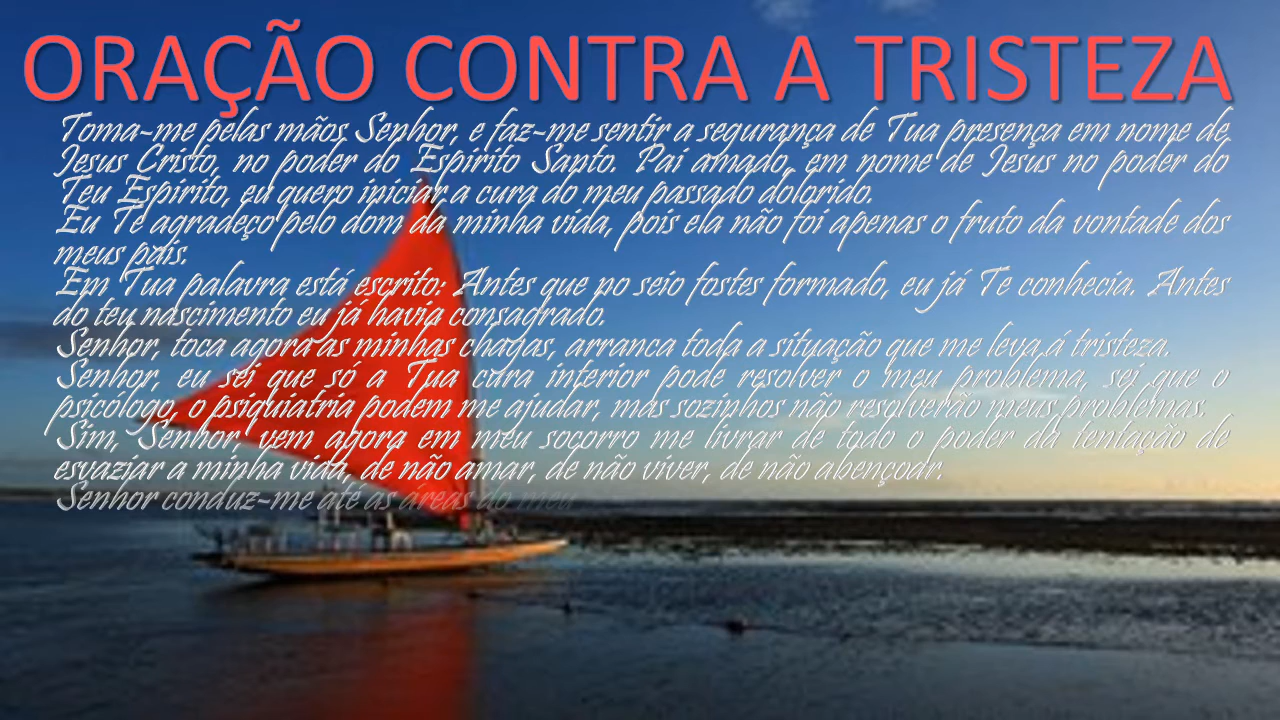 ORAÇÃO CONTRA A TRISTEZA
Toma-me pelas mãos Senhor, e faz-me sentir a segurança de Tua presença em nome de
Jesus Cristo, no poder do Espirito Santo. Pai amado, em nome de Jesus no poder do
Teu Espirito, eu quero iniciar a cura do meu passado dolorido.
Eu Te agradeço pelo dom da minha vida, pois ela não foi apenas o fruto da vontade dos
meus pais.
Em Tua palavra está escrito: Antes que no seio fostes formado, eu já Te conhecia. Antes
do teu nascimento eu já havia consagrado.
Senhor, toca agora as minhas chagas, arranca toda a situação que me leva á tristeza.
Senhor, eu sei que só a Tua cura interior pode resolver o meu problema, sei que o
psicólogo, o psiquiatria podem me ajudar, mas sozinhos não resolverão meus problemas.
Sim, Senhor, vem agora em meu socorro me livrar de todo o poder da tentação de
esvaziar a minha vida, de não amar, de não viver, de não abençoar.
Senhor conduz-me até as áreas do meu